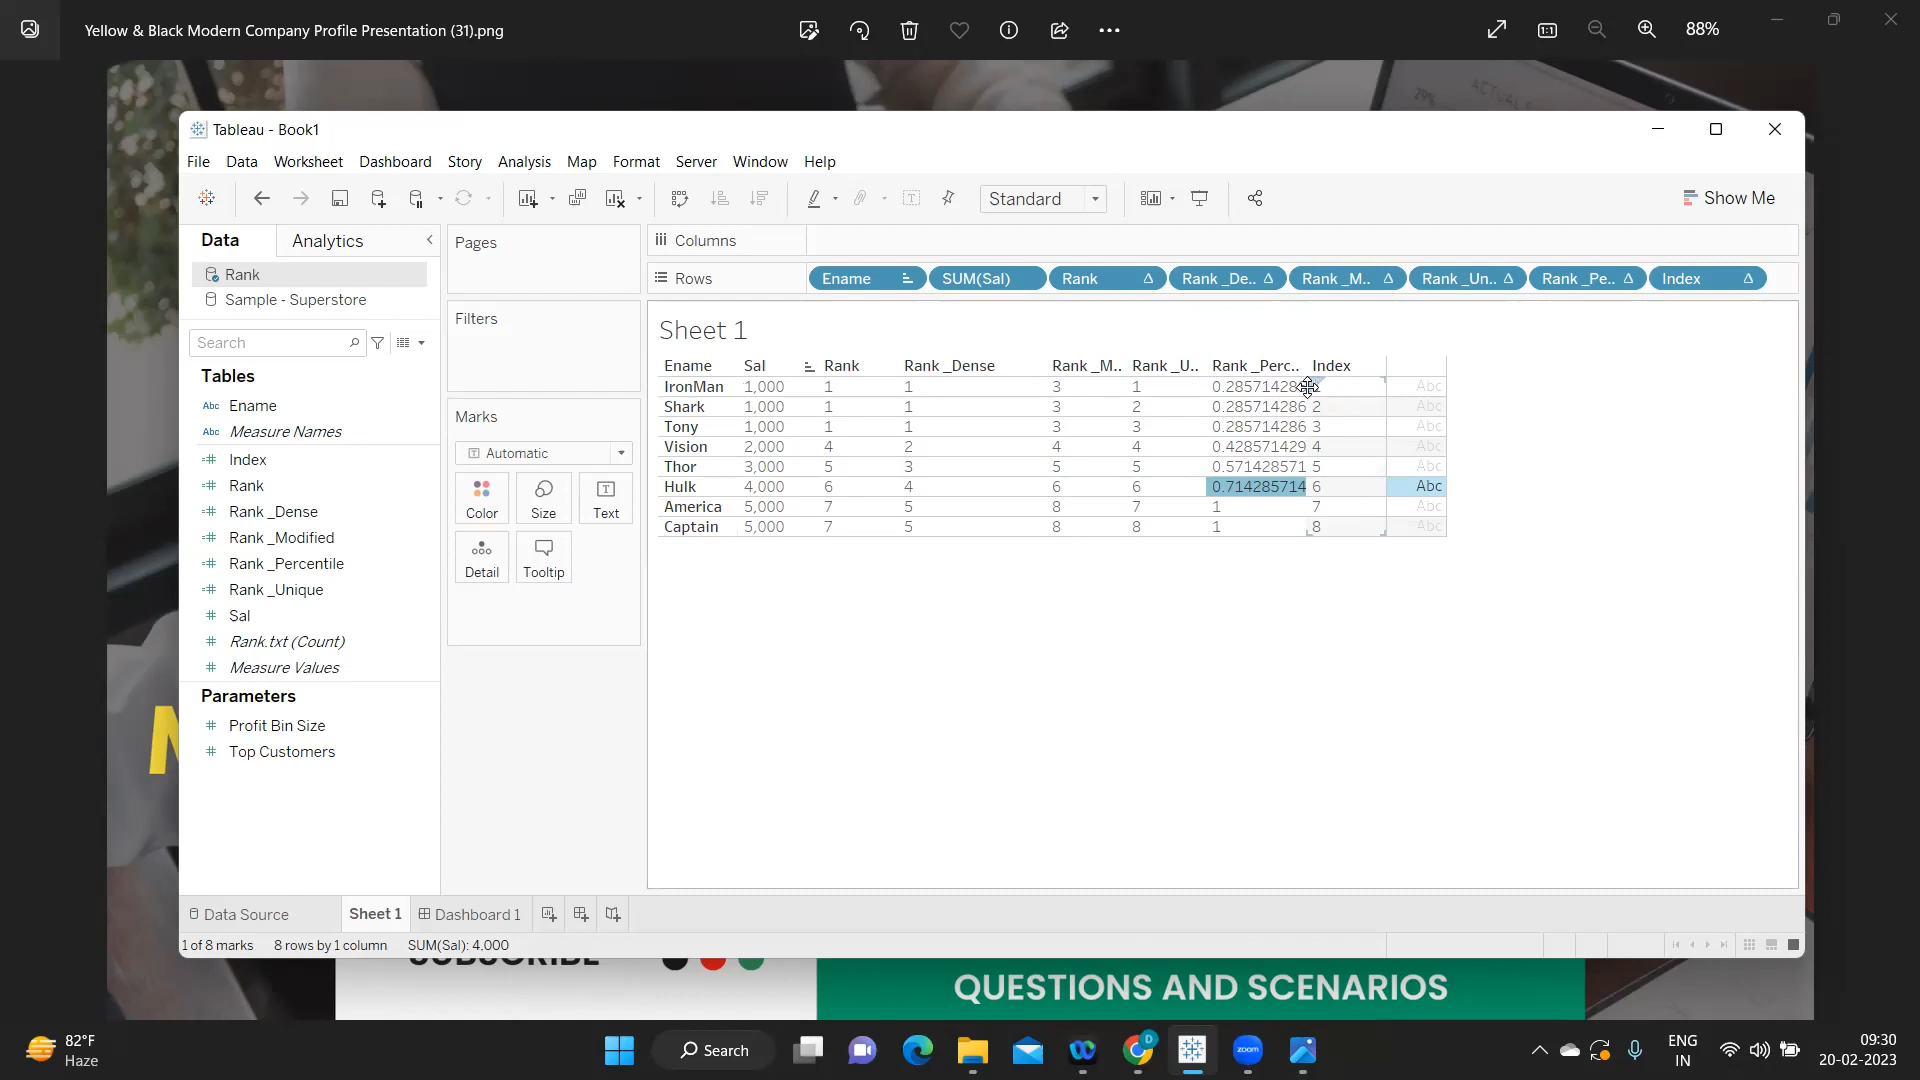 Yellow & Black Modern Company Profile Presentation (31).png
88%
Tableau - Book1
File Data Worksheet Dashboard Story Analysis Map Format Server Window Help
Standard
Show Me
Data Analytics
Pages
Columns
Rank
Sample - Superstore
Rows Ename SUM(Sal) Rank Rank _De.. Rank _M.. Rank _Un.. Rank _Pe.. Index
Search
Filters
Tables
Abc Ename
Abc Measure Names
Index
Rank
Rank _Dense
Rank _Modified
Rank _Percentile
Rank _Unique
Sal
Rank.txt (Count)
Measure Values
Parameters
Profit Bin Size
Top Customers
Marks
Automatic
Color Size Text
Detail Tooltip
Sheet 1
Ename Sal Rank Rank _Dense Rank _M.. Rank _U.. Rank _Perc.. Index
IronMan 1,000 1 1 3 1 0.28571428 Abc
Shark 1,000 1 1 3 2 0.285714286 2 Abc
Tony 1,000 1 1 3 3 0.285714286 3 Abc
Vision 2,000 4 2 4 4 0.428571429 4 Abc
Thor 3,000 5 3 5 5 0.571428571 5 Abc
Hulk 4,000 6 4 6 6 0.714285714 6 Abc
America 5,000 7 5 8 7 1 7 Abc
Captain 5,000 7 5 8 8 1 8 Abc
Data Source Sheet 1 Dashboard 1
1 of 8 marks 8 rows by 1 column SUM(Sal): 4,000
SUBSCRIBE
QUESTIONS AND SCENARIOS
82°F
Haze
Search
zoom
ENG
IN
09:30
20-02-2023